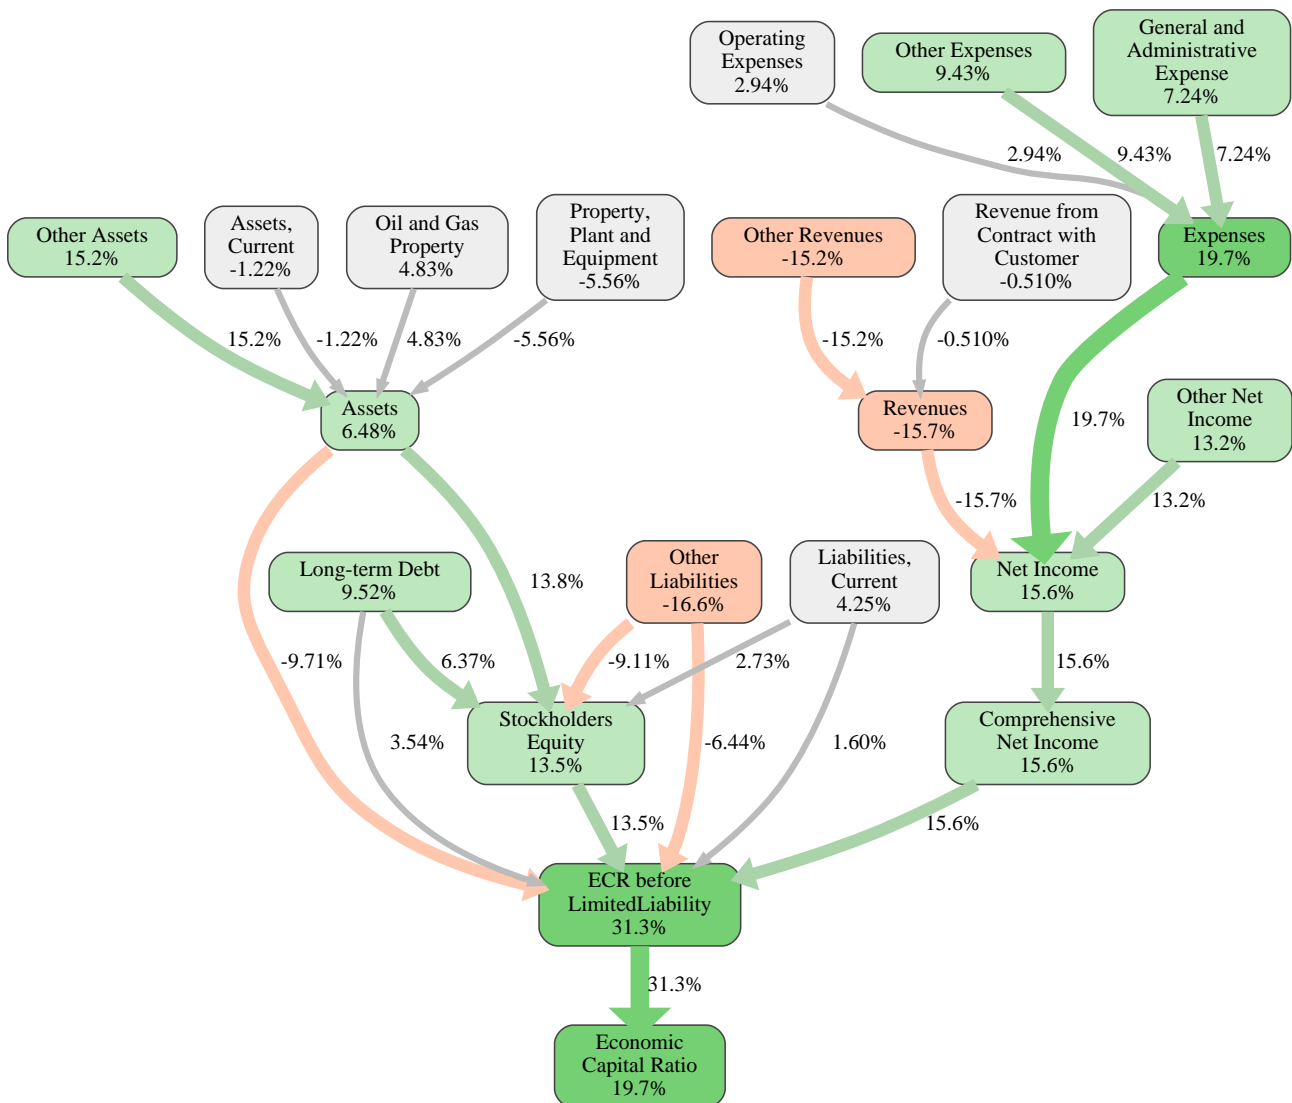 Operating
Expenses
2.94%
Other Expenses
9.43%
General and
Administrative
Expense
7.24%
2.94%
9.43%
7.24%
Other Assets
15.2%
Assets,
Current
-1.22%
Oil and Gas
Property
4.83%
Property,
Plant and
Equipment
-5.56%
Other Revenues
-15.2%
Revenue from
Contract with
Customer
-0.510%
Expenses
19.7%
15.2%
-1.22%
4.83%
-5.56%
-15.2%
-0.510%
Assets
6.48%
Revenues
-15.7%
19.7%
Other Net
Income
13.2%
-15.7%
13.2%
Long-term Debt
9.52%
13.8%
Other
Liabilities
-16.6%
Liabilities,
Current
4.25%
Net Income
15.6%
-9.71%
6.37%
-9.11%
2.73%
15.6%
Stockholders
Equity
13.5%
Comprehensive
Net Income
15.6%
3.54%
-6.44%
1.60%
13.5%
15.6%
ECR before
LimitedLiability
31.3%
31.3%
Economic
Capital Ratio
19.7%